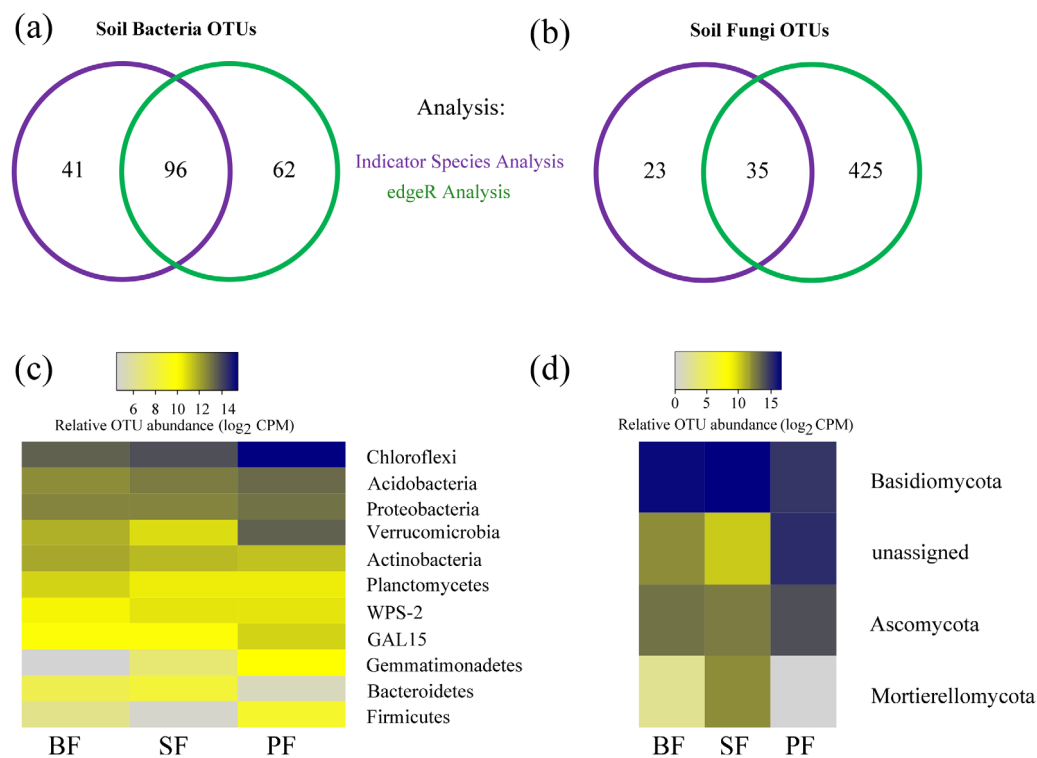 (a)
Soil Bacteria OTUs
41
96
62
Analysis:
Indicator Species Analysis
edgeR Analysis
(b)
Soil Fungi OTUs
23
35
425
(c)
6 8 10 12 14
Relative OTU abundance (log2 CPM)
Chloroflexi
Acidobacteria
Proteobacteria
Verrucomicrobia
Actinobacteria
Planctomycetes
WPS-2
GAL15
Gemmatimonadetes
Bacteroidetes
Firmicutes
BF SF PF
(d)
0 5 10 15
Relative OTU abundance (log2 CPM)
Basidiomycota
unassigned
Ascomycota
Mortierellomycota
BF SF PF